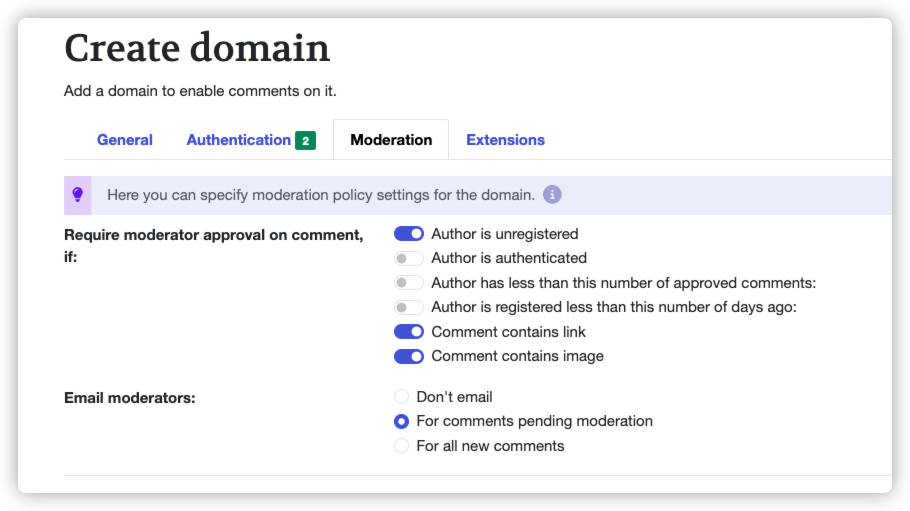 Create domain
Add a domain to enable comments on it.
General Authentication 2 Moderation Extensions
Here you can specify moderation policy settings for the domain. i
Require moderator approval on comment,
if:
Author is unregistered
Author is authenticated
Author has less than this number of approved comments:
Author is registered less than this number of days ago:
Comment contains link
Comment contains image
Email moderators:
Don't email
For comments pending moderation
For all new comments